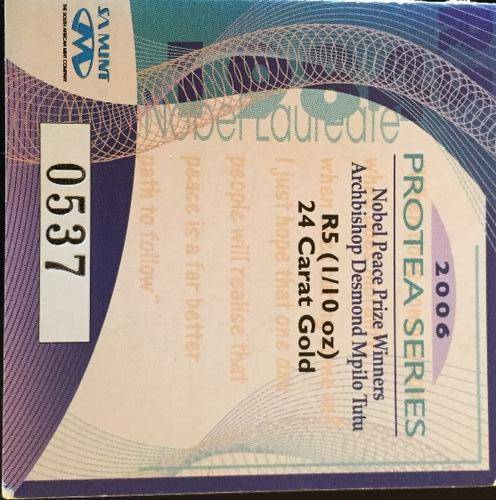 SA MINT
THE SOUTH AFRICAN MINT COMPANY
2006
PROTEA SERIES
Nobel Peace Prize Winners
Archbishop Desmond Mpilo Tutu
R5 (1/10 oz)
24 Carat Gold
0537
Nobel Laureate
when
I just hope that one
people will realise that
peace is a far better
path to follow"